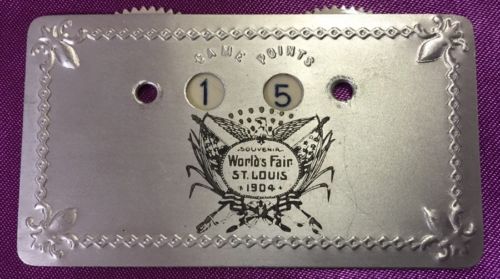 GAME POINTS
1 5
SOUVENIR
World's Fair
ST. LOUIS
1904